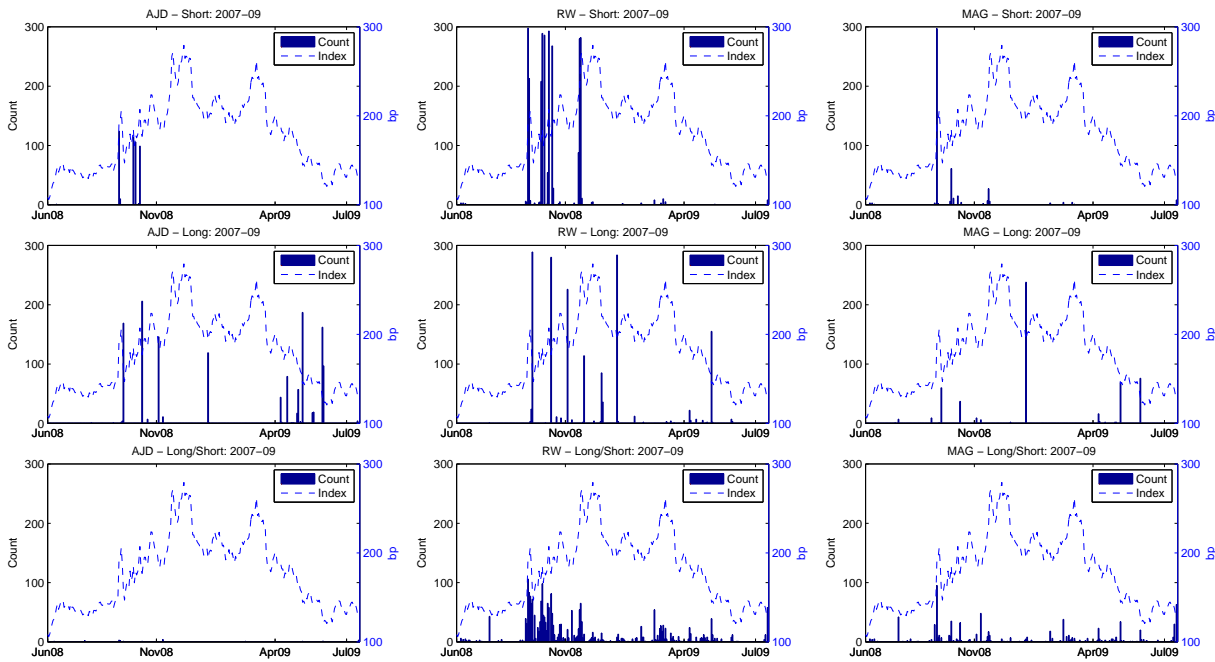 AJD − Short: 2007−09
300
200
100
0
Count
Jun08 Nov08 Apr09 Jul09
300
200
100
bp
Count
Index
RW − Short: 2007−09
300
200
100
0
Count
Jun08 Nov08 Apr09 Jul09
300
200
100
bp
Count
Index
MAG − Short: 2007−09
300
200
100
0
Count
Jun08 Nov08 Apr09 Jul09
300
200
100
bp
Count
Index
AJD − Long: 2007−09
300
200
100
0
Count
Jun08 Nov08 Apr09 Jul09
300
200
100
bp
Count
Index
RW − Long: 2007−09
300
200
100
0
Count
Jun08 Nov08 Apr09 Jul09
300
200
100
bp
Count
Index
MAG − Long: 2007−09
300
200
100
0
Count
Jun08 Nov08 Apr09 Jul09
300
200
100
bp
Count
Index
AJD − Long/Short: 2007−09
300
200
100
0
Count
Jun08 Nov08 Apr09 Jul09
300
200
100
bp
Count
Index
RW − Long/Short: 2007−09
300
200
100
0
Count
Jun08 Nov08 Apr09 Jul09
300
200
100
bp
Count
Index
MAG − Long/Short: 2007−09
300
200
100
0
Count
Jun08 Nov08 Apr09 Jul09
300
200
100
bp
Count
Index